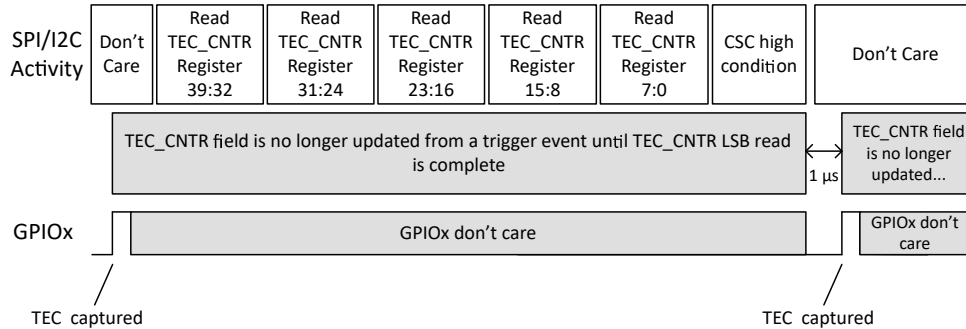 SPI/I2C
Activity
Don't
Care
Read
TEC_CNTR
Register
39:32
Read
TEC_CNTR
Register
31:24
Read
TEC_CNTR
Register
23:16
Read
TEC_CNTR
Register
15:8
Read
TEC_CNTR
Register
7:0
CSC high
condition
Don't Care
TEC_CNTR field is no longer updated from a trigger event until TEC_CNTR LSB read
is complete
1 µs
TEC_CNTR field
is no longer
updated...
GPIOx
GPIOx don't care
GPIOx don't
care
TEC captured
TEC captured